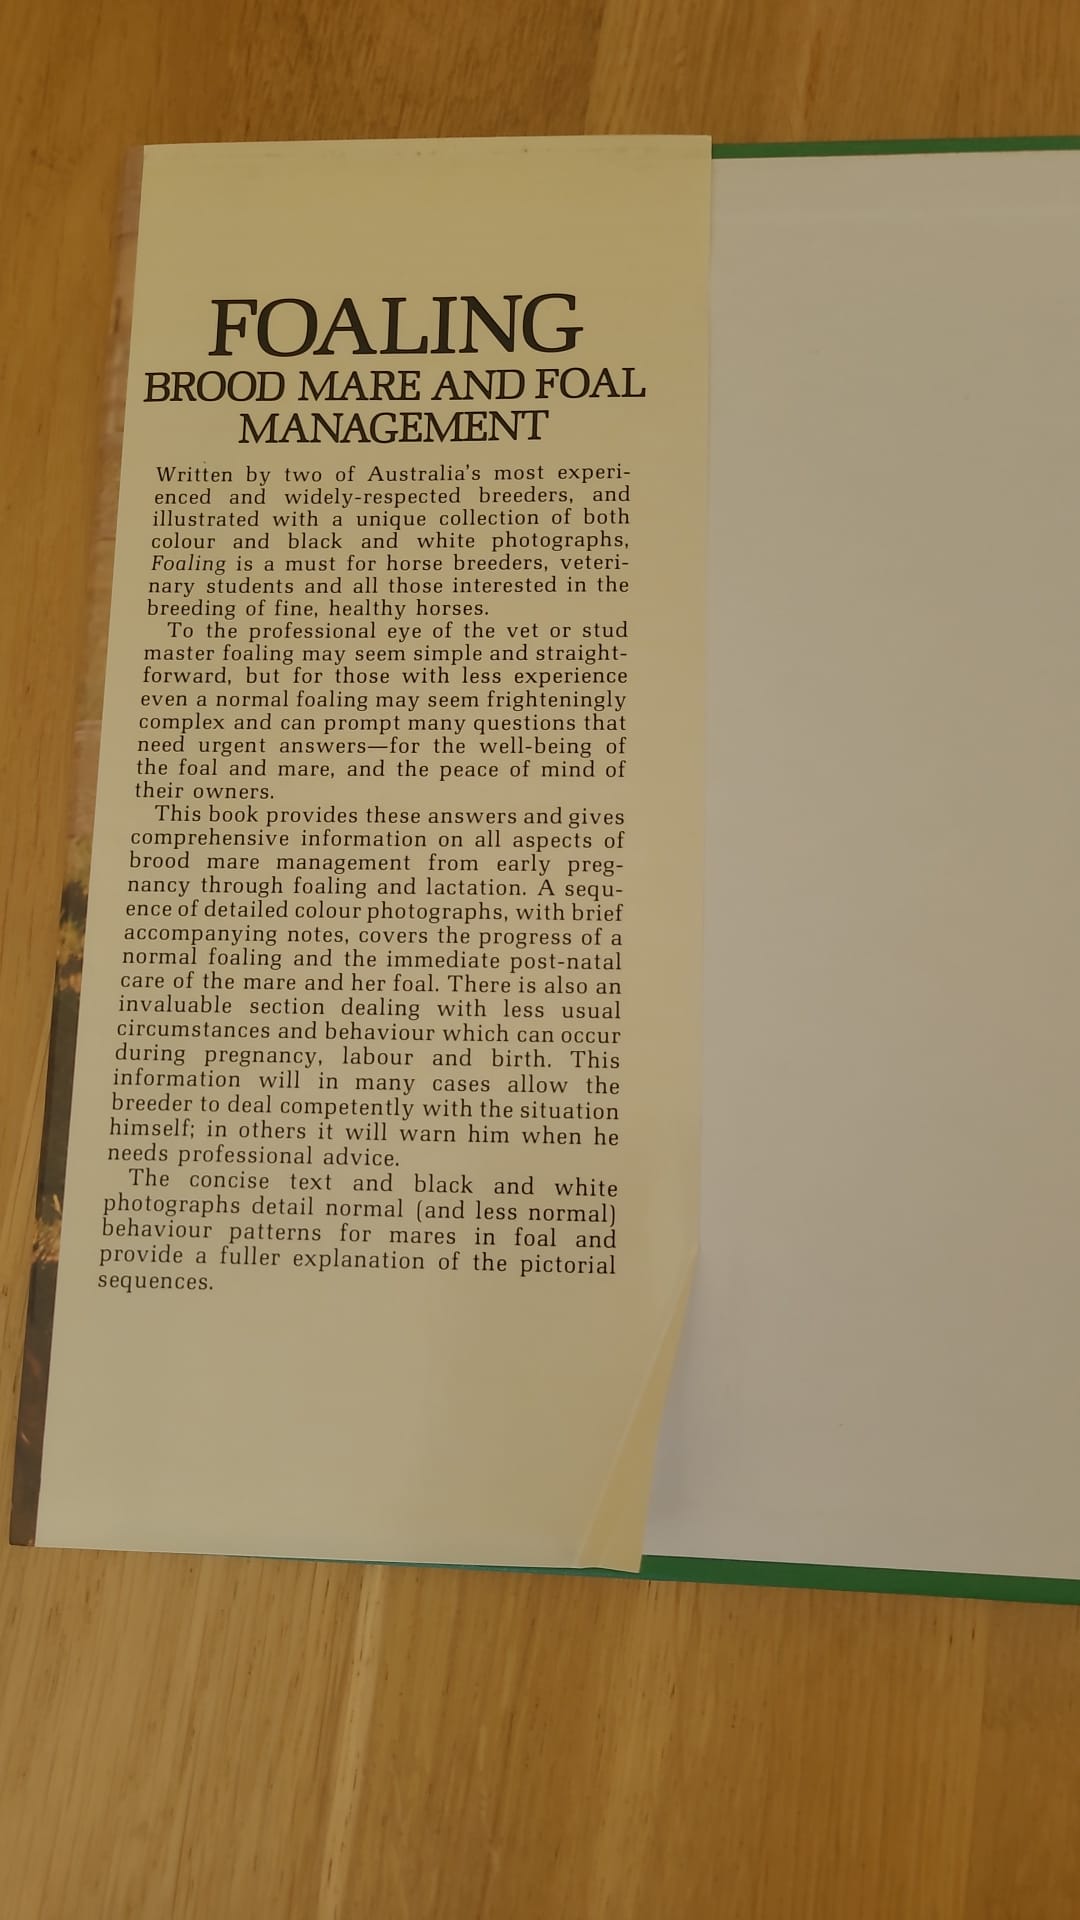 FOALING
BROOD MARE AND FOAL
MANAGEMENT
Written by two of Australia's most experi-
enced and widely-respected breeders, and
illustrated with a unique collection of both
colour and black and white photographs,
Foaling is a must for horse breeders, veteri-
nary students and all those interested in the
breeding of fine, healthy horses.
To the professional eye of the vet or stud
master foaling may seem simple and straight-
forward, but for those with less experience
even a normal foaling may seem frighteningly
complex and can prompt many questions that
need urgent answers—for the well-being of
the foal and mare, and the peace of mind of
their owners.
This book provides these answers and gives
comprehensive information on all aspects of
brood mare management from early preg-
nancy through foaling and lactation. A sequ-
ence of detailed colour photographs, with brief
accompanying notes, covers the progress of a
normal foaling and the immediate post-natal
care of the mare and her foal. There is also an
invaluable section dealing with less usual
circumstances and behaviour which can occur
during pregnancy, labour and birth. This
information will in many cases allow the
breeder to deal competently with the situation
himself; in others it will warn him when he
needs professional advice.
The concise text and black and white
photographs detail normal (and less normal)
behaviour patterns for mares in foal and
provide a fuller explanation of the pictorial
sequences.